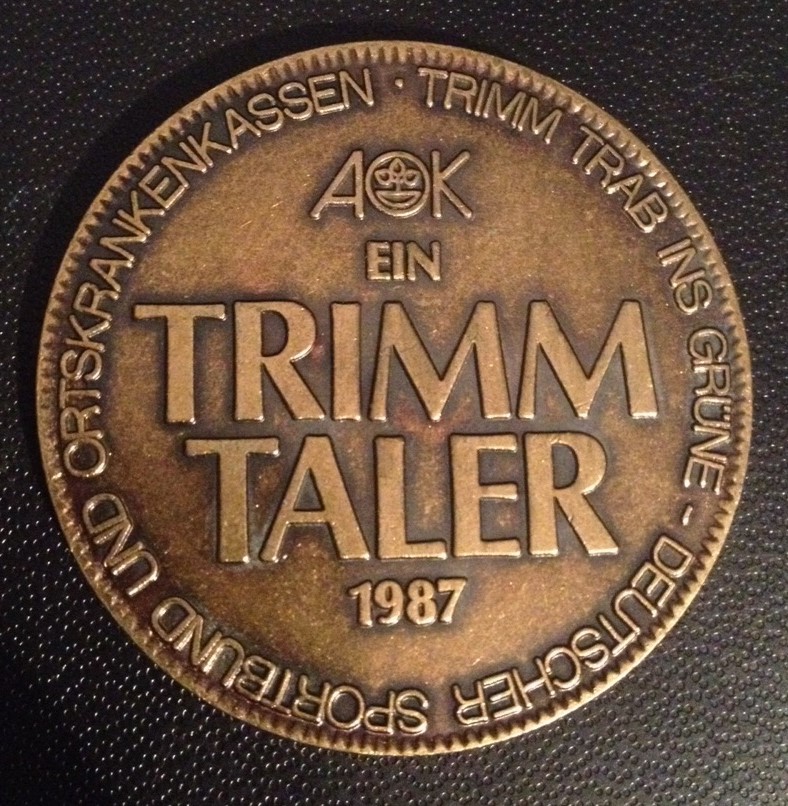 AOK
EIN
TRIMM
TALER
1987
TRIMM TRAB INS GRÜNE - DEUTSCHER SPORTBUND UND ORTSKRANKENKASSEN ·